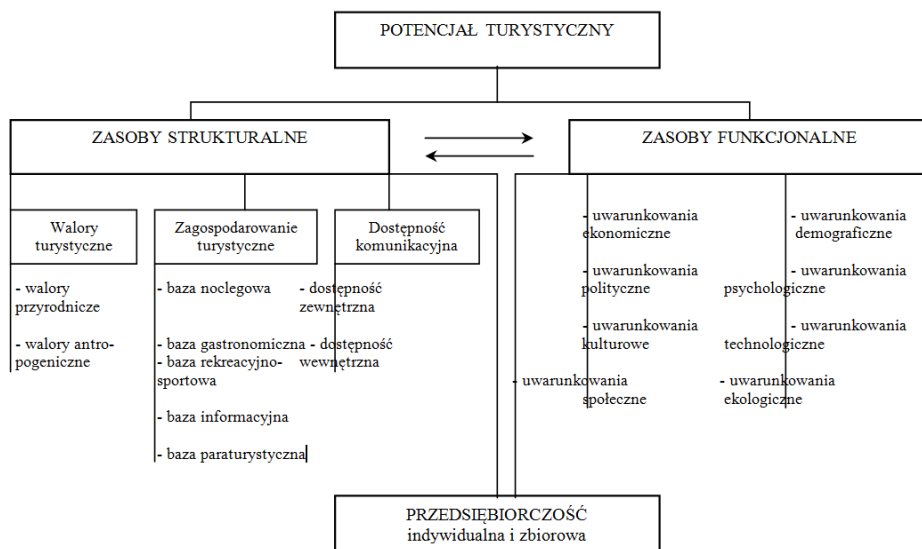 POTENCJAŁ TURYSTYCZNY
ZASOBY STRUKTURALNE
ZASOBY FUNKCJONALNE
Walory
turystyczne
Zagospodarowanie
turystyczne
Dostępność
komunikacyjna
- walory
przyrodnicze
- walory antro-
pogeniczne
- baza noclegowa
- baza gastronomiczna
- baza rekreacyjno-
sportowa
- baza informacyjna
- baza paraturystyczna
- dostępność
zewnętrzna
- dostępność
wewnętrzna
- uwarunkowania
ekonomiczne
- uwarunkowania
polityczne
- uwarunkowania
kulturowe
- uwarunkowania
społeczne
- uwarunkowania
demograficzne
- uwarunkowania
psychologiczne
- uwarunkowania
technologiczne
- uwarunkowania
ekologiczne
PRZEDSIĘBIORCZOŚĆ
indywidualna i zbiorowa